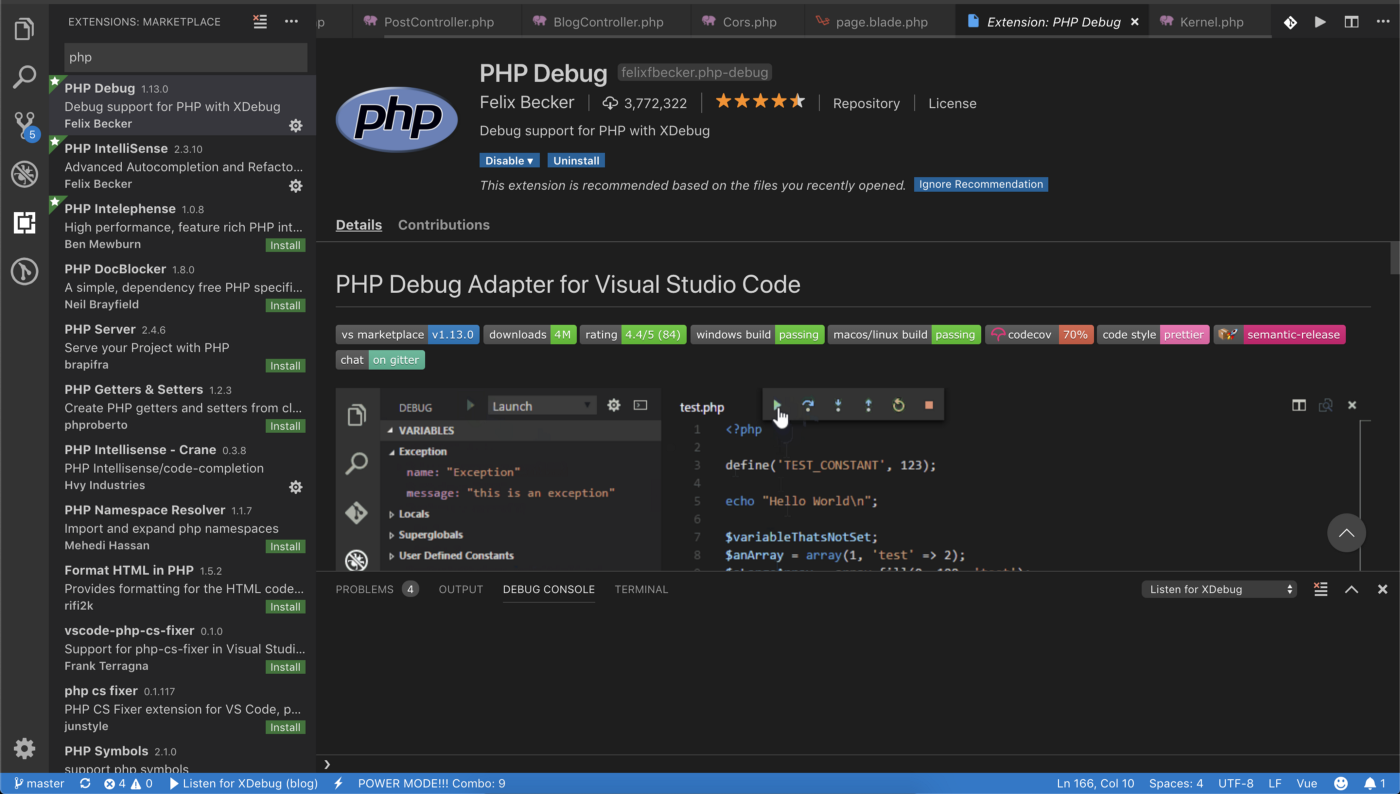 EXTENSIONS: MARKETPLACE
php
PHP Debug 1.13.0
Debug support for PHP with XDebug
Felix Becker
PHP IntelliSense 2.3.10
Advanced Autocompletion and Refacto...
Felix Becker
PHP Intelephense 1.0.8
High performance, feature rich PHP int...
Ben Mewburn Install
PHP DocBlocker 1.8.0
A simple, dependency free PHP specifi...
Neil Brayfield Install
PHP Server 2.4.6
Serve your Project with PHP
brapifra Install
PHP Getters & Setters 1.2.3
Create PHP getters and setters from cl...
phproberto Install
PHP Intellisense - Crane 0.3.8
PHP Intellisense/code-completion
Hvy Industries
PHP Namespace Resolver 1.1.7
Import and expand php namespaces
Mehedi Hassan Install
Format HTML in PHP 1.5.2
Provides formatting for the HTML code...
rifi2k Install
vscode-php-cs-fixer 0.1.0
Support for php-cs-fixer in Visual Studi...
Frank Terragna Install
php cs fixer 0.1.117
PHP CS Fixer extension for VS Code, p...
junstyle Install
PHP Symbols 2.1.0
support php symbols
5
PostController.php BlogController.php Cors.php page.blade.php Extension: PHP Debug Kernel.php
php
PHP Debug felixfbecker.php-debug
Felix Becker 3,772,322 Repository License
Debug support for PHP with XDebug
Disable Uninstall
This extension is recommended based on the files you recently opened. Ignore Recommendation
Details Contributions
PHP Debug Adapter for Visual Studio Code
vs marketplace v1.13.0 downloads 4M rating 4.4/5 (84) windows build passing macos/linux build passing codecov 70% code style prettier semantic-release
chat on gitter
DEBUG Launch
VARIABLES
Exception
name: "Exception"
message: "this is an exception"
Locals
Superglobals
User Defined Constants
test.php
1 <?php
2
3 define('TEST_CONSTANT', 123);
4
5 echo "Hello World\n";
6
7 $variableThatsNotSet;
8 $anArray = array(1, 'test' => 2);
PROBLEMS 4 OUTPUT DEBUG CONSOLE TERMINAL Listen for XDebug
master 4 0 Listen for XDebug (blog) POWER MODE!!! Combo: 9 Ln 166, Col 10 Spaces: 4 UTF-8 LF Vue 1